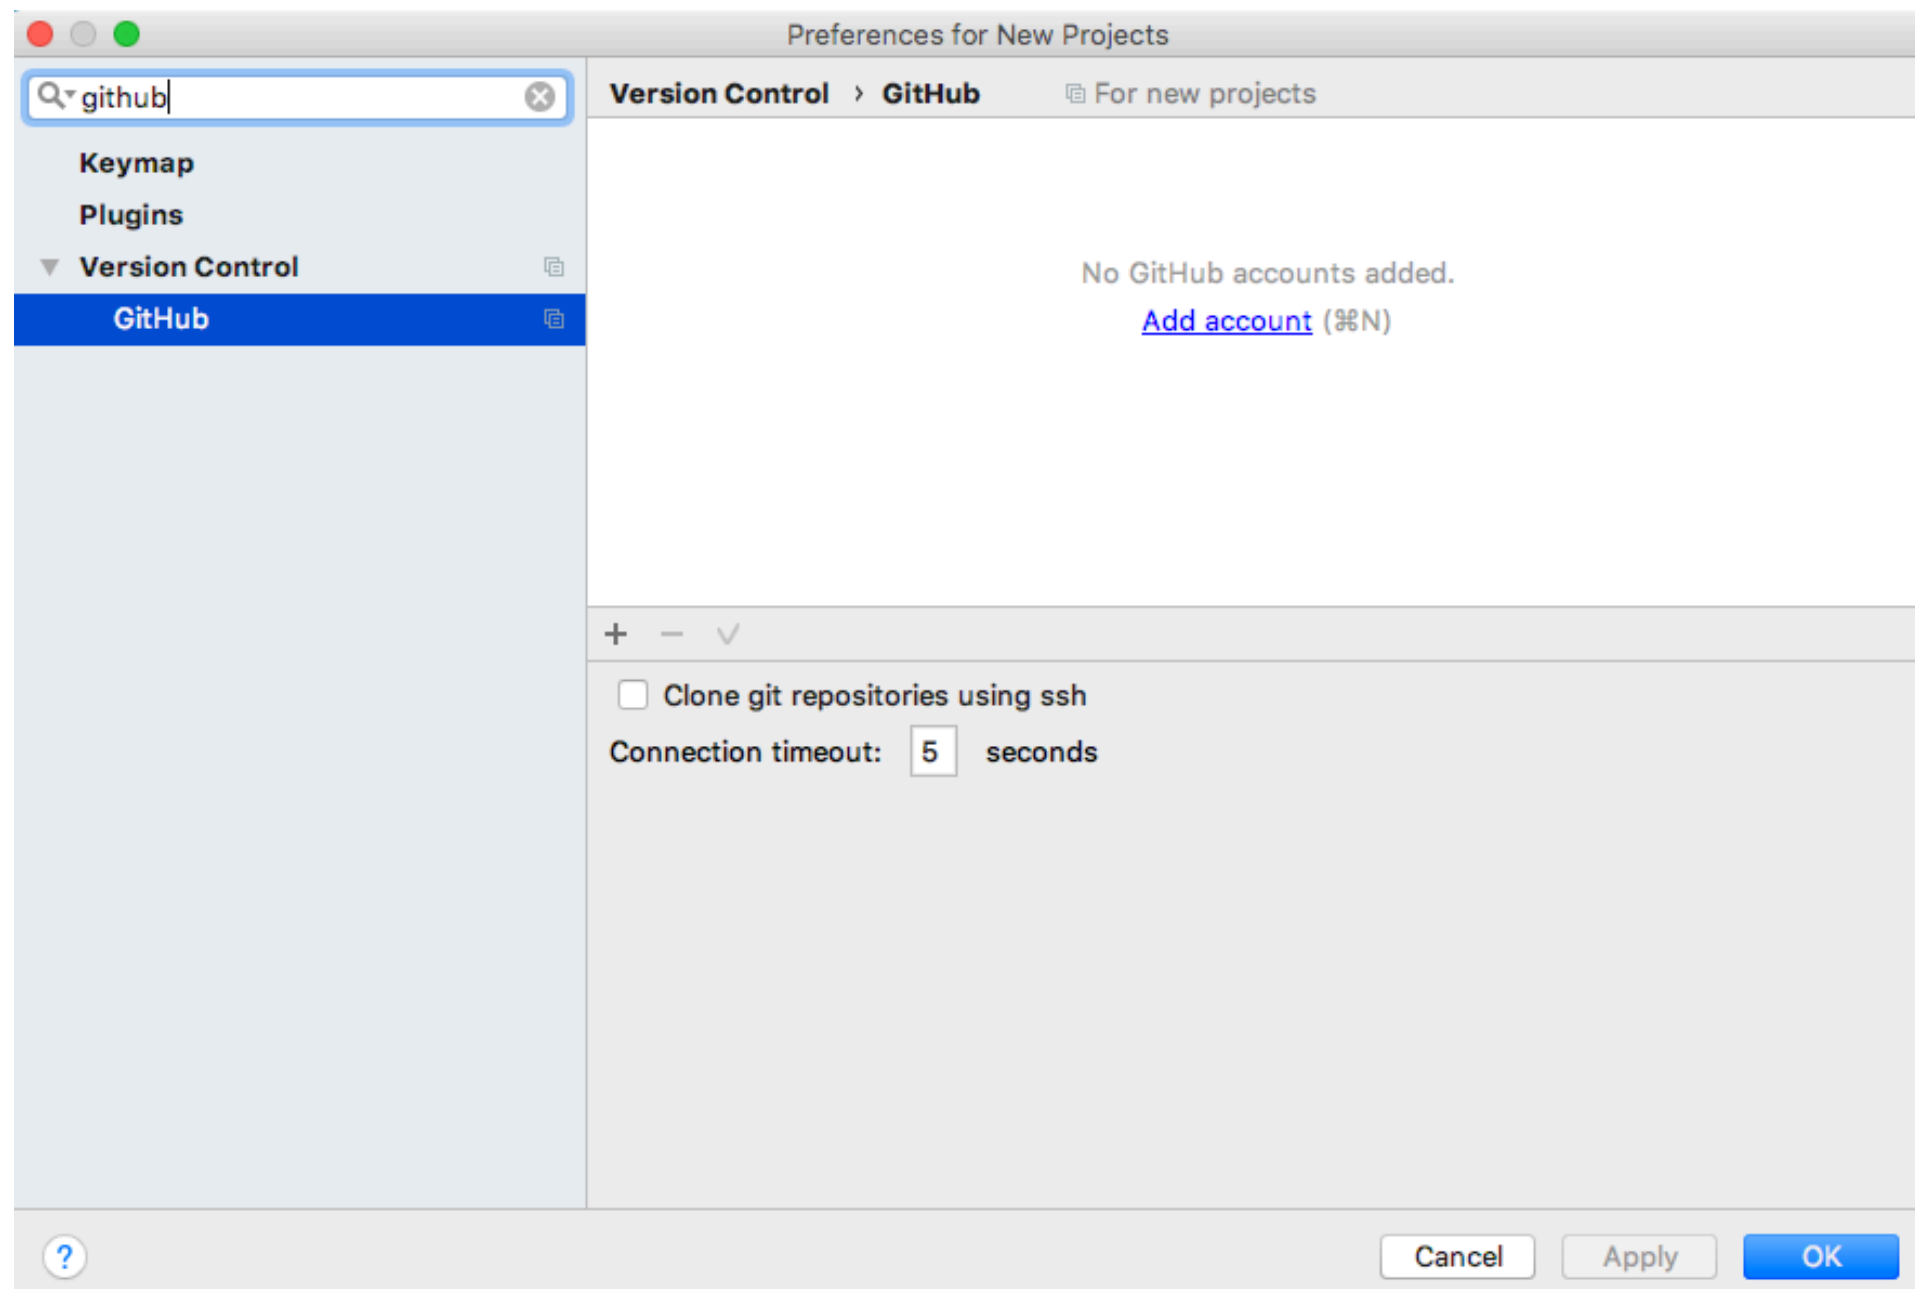 Preferences for New Projects
github
Version Control › GitHub For new projects
Keymap
Plugins
Version Control
GitHub
No GitHub accounts added.
Add account (⌘N)
Clone git repositories using ssh
Connection timeout: 5 seconds
? Cancel Apply OK